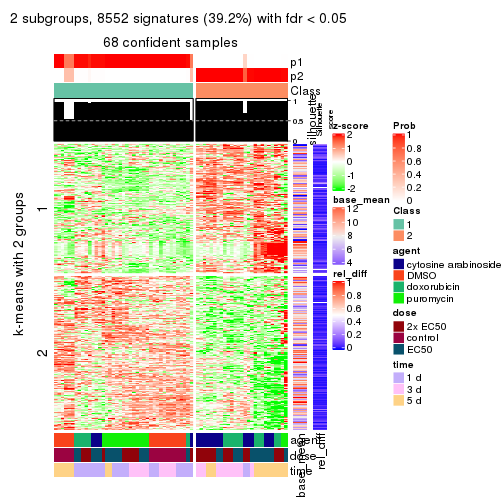 2 subgroups, 8552 signatures (39.2%) with fdr < 0.05
68 confident samples
p1
p2
Class
silhouette
Silhouette
score
1
0.5
0
k-means with 2 groups
1
2
agent
dose
time
base_mean
rel_diff
z-score
2
1
0
-1
-2
base_mean
12
10
8
6
4
rel_diff
1
0.8
0.6
0.4
0.2
0
Prob
1
0.8
0.6
0.4
0.2
0
Class
1
2
agent
cytosine arabinoside
DMSO
doxorubicin
puromycin
dose
2x EC50
control
EC50
time
1 d
3 d
5 d